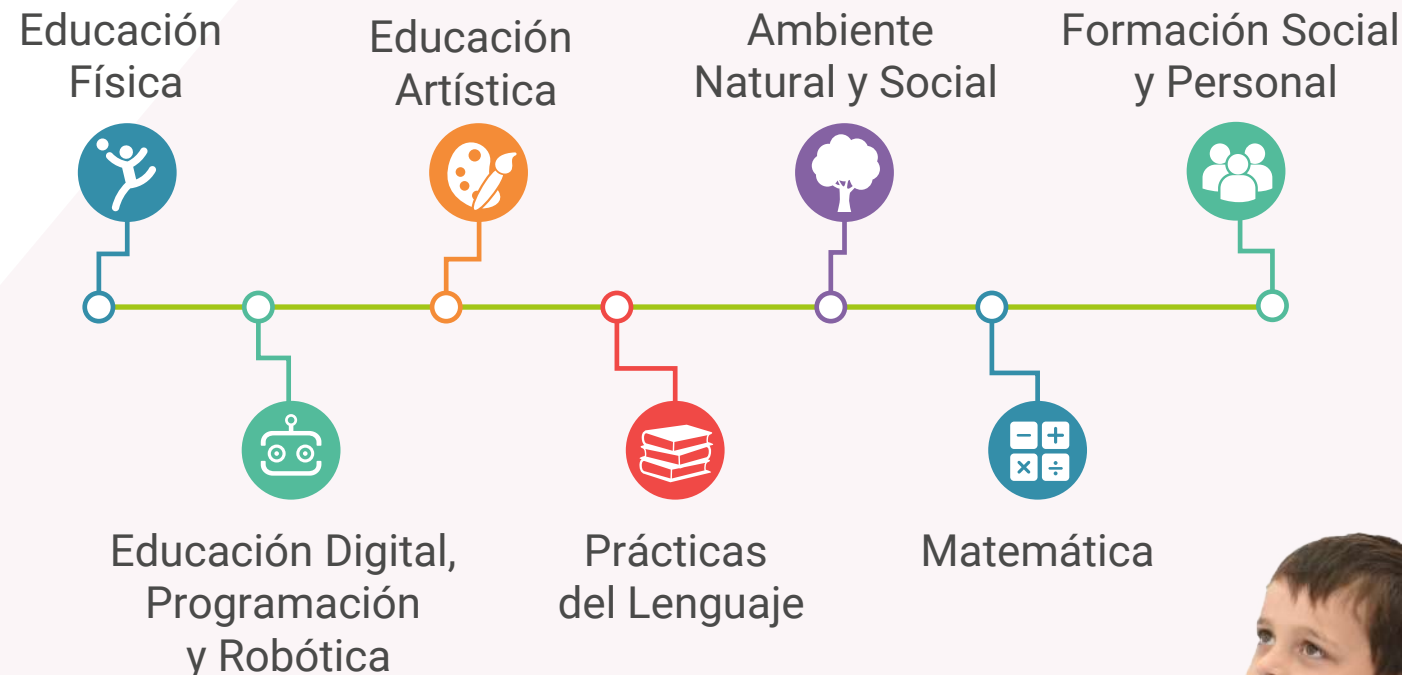 Educación
Física
Educación
Artística
Ambiente
Natural y Social
Formación Social
y Personal
Educación Digital,
Programación
y Robótica
Prácticas
del Lenguaje
Matemática